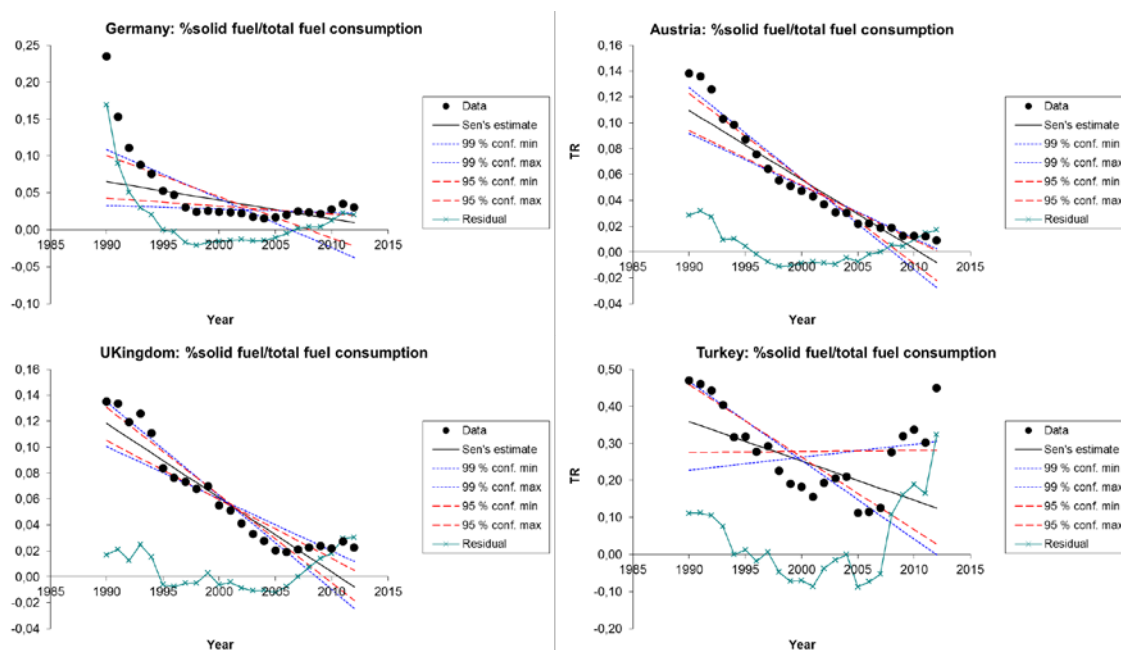 Germany: %solid fuel/total fuel consumption
0,25
0,20
0,15
0,10
0,05
0,00
-0,05
-0,10
1985
1990
1995
2000
2005
2010
2015
Year
Data
Sen's estimate
99 % conf. min
99 % conf. max
95 % conf. min
95 % conf. max
Residual
Austria: %solid fuel/total fuel consumption
0,16
0,14
0,12
0,10
0,08
0,06
0,04
0,02
0,00
-0,02
-0,04
TR
1985
1990
1995
2000
2005
2010
2015
Year
Data
Sen's estimate
99 % conf. min
99 % conf. max
95 % conf. min
95 % conf. max
Residual
UKingdom: %solid fuel/total fuel consumption
0,16
0,14
0,12
0,10
0,08
0,06
0,04
0,02
0,00
-0,02
-0,04
1985
1990
1995
2000
2005
2010
2015
Year
Data
Sen's estimate
99 % conf. min
99 % conf. max
95 % conf. min
95 % conf. max
Residual
Turkey: %solid fuel/total fuel consumption
0,50
0,40
0,30
0,20
0,10
0,00
-0,10
-0,20
TR
1985
1990
1995
2000
2005
2010
2015
Year
Data
Sen's estimate
99 % conf. min
99 % conf. max
95 % conf. min
95 % conf. max
Residual